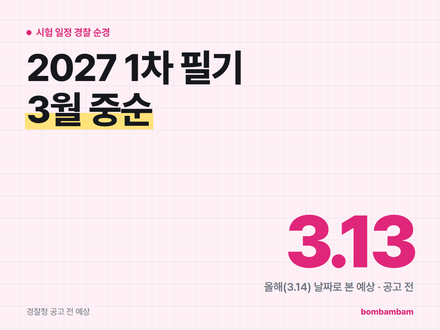 시험 일정 경찰 순경
2027 1차 필기
3월 중순
3.13
올해(3.14) 날짜로 본 예상 · 공고 전
경찰청 공고 전 예상
bombambam